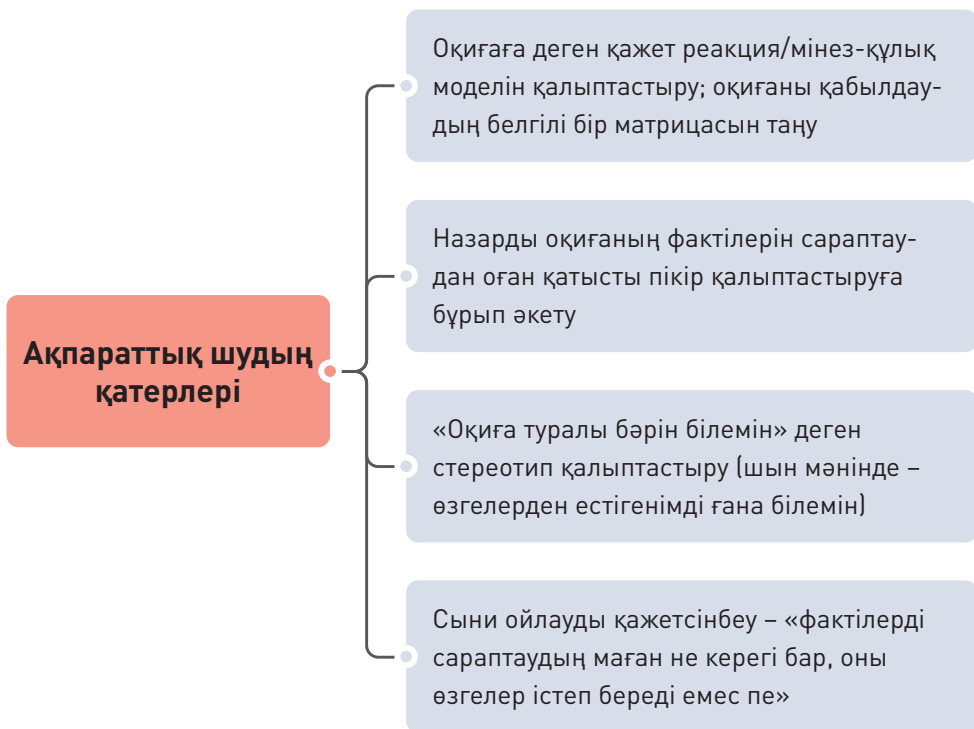 Ақпараттық шудың
қатерлері
Оқиғаға деген қажет реакция/мінез-құлық
моделін қалыптастыру; оқиғаны қабылдау-
дың белгілі бір матрицасын таңу
Назарды оқиғаның фактілерін сараптау-
дан оған қатысты пікір қалыптастыруға
бұрып әкету
«Оқиға туралы бәрін білемін» деген
стереотип қалыптастыру (шын мәнінде –
өзгелерден естігенімді ғана білемін)
Сыни ойлауды қажетсінбеу – «фактілерді
сараптаудың маған не керегі бар, оны
өзгелер істеп береді емес пе»